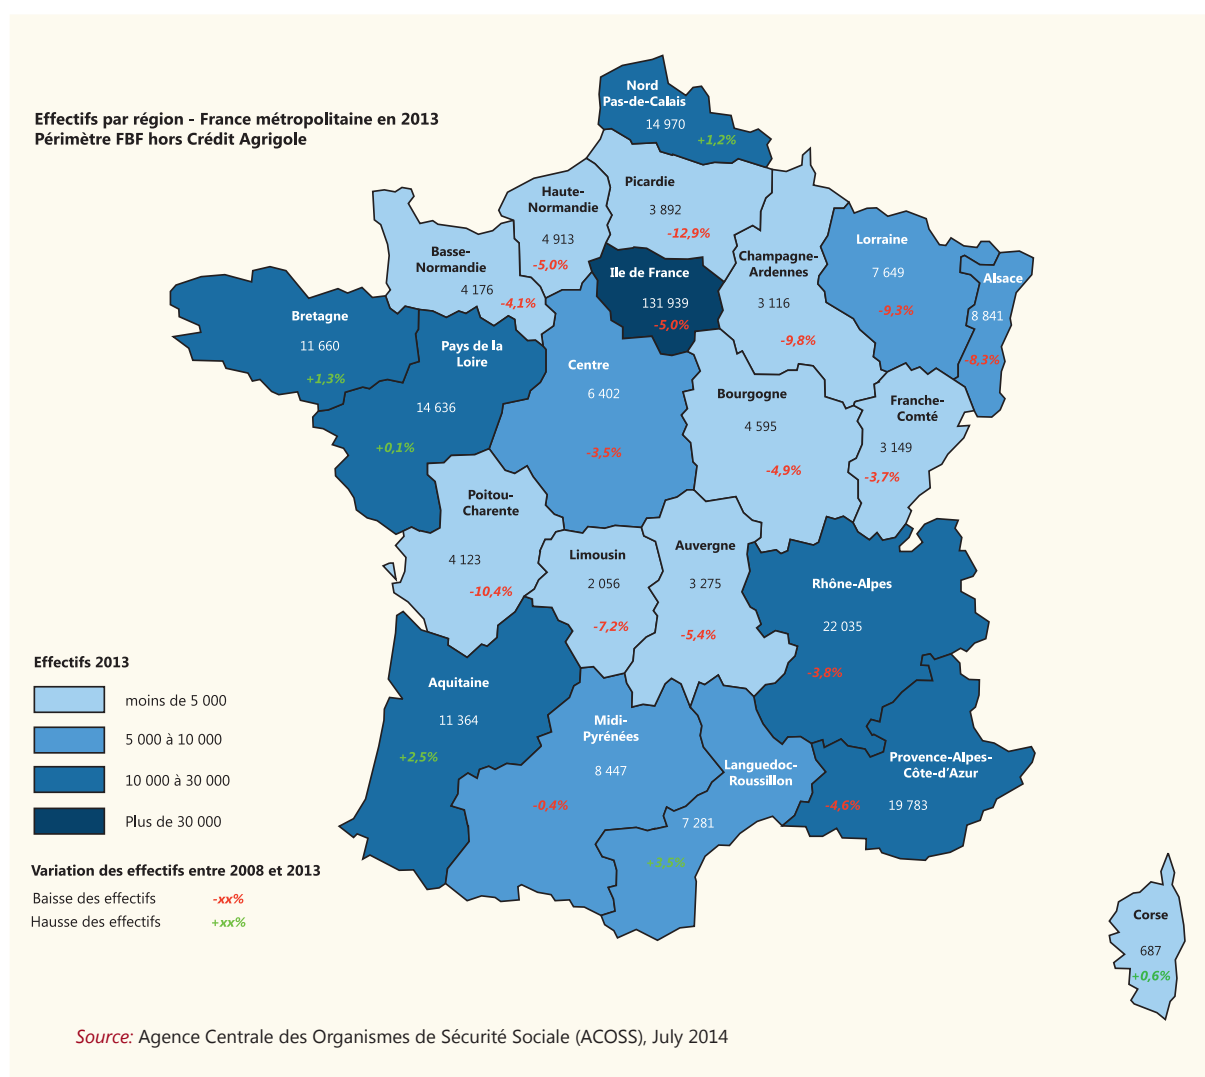 Effectifs par région - France métropolitaine en 2013
Périmètre FBF hors Crédit Agrigole
Nord
Pas-de-Calais
14 970
+1,2%
Picardie
3 892
-12,9%
Haute-
Normandie
4 913
-5,0%
Basse-
Normandie
4 176
-4,1%
Ile de France
131 939
-5,0%
Champagne-
Ardennes
3 116
-9,8%
Lorraine
7 649
-9,3%
Alsace
8 841
-8,3%
Bretagne
11 660
+1,3%
Pays de la
Loire
14 636
+0,1%
Centre
6 402
-3,5%
Bourgogne
4 595
-4,9%
Franche-
Comté
3 149
-3,7%
Poitou-
Charente
4 123
-10,4%
Limousin
2 056
-7,2%
Auvergne
3 275
-5,4%
Rhône-Alpes
22 035
-3,8%
Aquitaine
11 364
+2,5%
Midi-
Pyrénées
8 447
-0,4%
Languedoc-
Roussillon
7 281
+3,5%
Provence-Alpes-
Côte-d'Azur
-4,6%
19 783
Corse
687
+0,6%
Effectifs 2013
moins de 5 000
5 000 à 10 000
10 000 à 30 000
Plus de 30 000
Variation des effectifs entre 2008 et 2013
Baisse des effectifs -xx%
Hausse des effectifs +xx%
Source: Agence Centrale des Organismes de Sécurité Sociale (ACOSS), July 2014